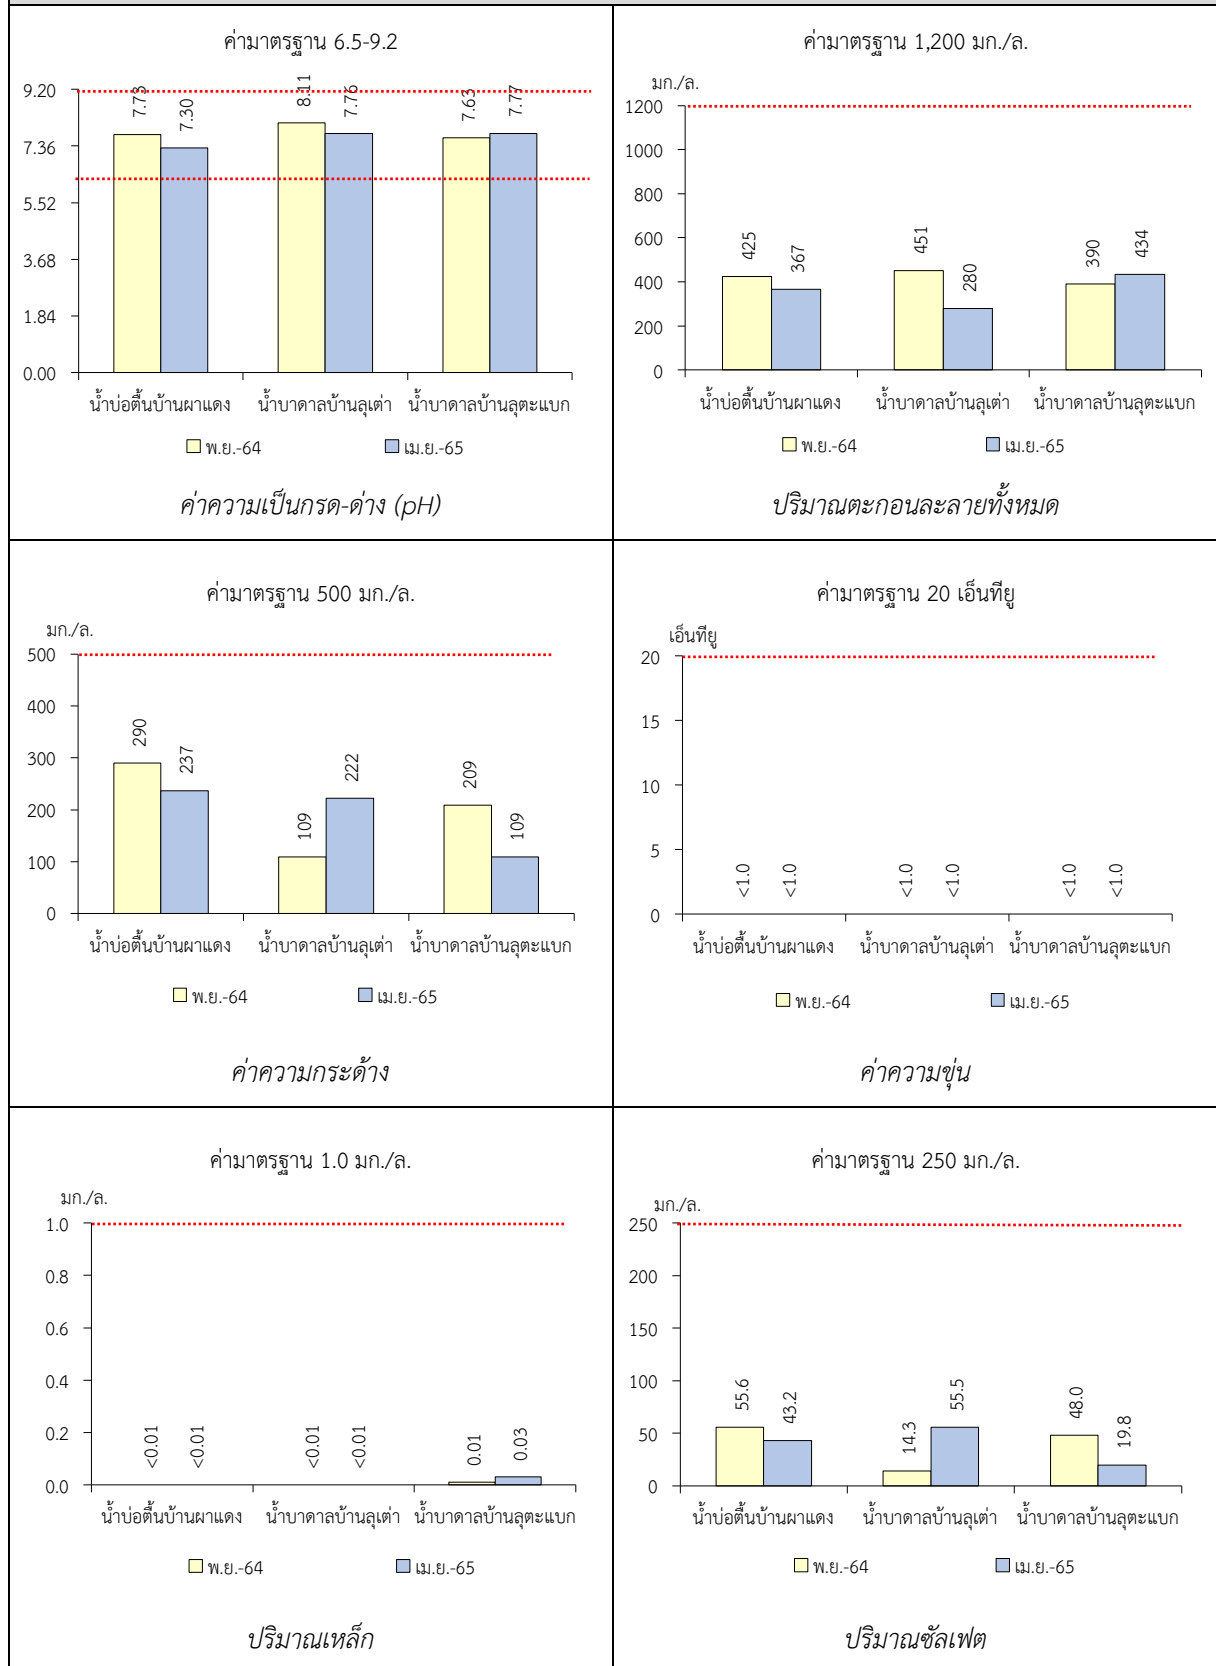 ค่ามาตรฐาน 6.5-9.2
9.20
7.36
5.52
3.68
1.84
0.00
7.73
7.30
8.11
7.76
7.63
7.77
น้ำบ่อตื้นบ้านผาแดง น้ำบาดาลบ้านลุเต่า น้ำบาดาลบ้านลุตะแบก
พ.ย.-64 เม.ย.-65
ค่าความเป็นกรด-ด่าง (pH)
ค่ามาตรฐาน 1,200 มก./ล.
มก./ล.
1200
1000
800
600
400
200
0
425
367
451
280
390
434
น้ำบ่อตื้นบ้านผาแดง น้ำบาดาลบ้านลุเต่า น้ำบาดาลบ้านลุตะแบก
พ.ย.-64 เม.ย.-65
ปริมาณตะกอนละลายทั้งหมด
ค่ามาตรฐาน 500 มก./ล.
มก./ล.
500
400
300
200
100
0
290
237
109
222
209
109
น้ำบ่อตื้นบ้านผาแดง น้ำบาดาลบ้านลุเต่า น้ำบาดาลบ้านลุตะแบก
พ.ย.-64 เม.ย.-65
ค่าความกระด้าง
ค่ามาตรฐาน 20 เอ็นทียู
เอ็นทียู
20
15
10
5
0
<1.0
<1.0
<1.0
<1.0
<1.0
<1.0
น้ำบ่อตื้นบ้านผาแดง น้ำบาดาลบ้านลุเต่า น้ำบาดาลบ้านลุตะแบก
พ.ย.-64 เม.ย.-65
ค่าความขุ่น
ค่ามาตรฐาน 1.0 มก./ล.
มก./ล.
1.0
0.8
0.6
0.4
0.2
0.0
<0.01
<0.01
<0.01
<0.01
0.01
0.03
น้ำบ่อตื้นบ้านผาแดง น้ำบาดาลบ้านลุเต่า น้ำบาดาลบ้านลุตะแบก
พ.ย.-64 เม.ย.-65
ปริมาณเหล็ก
ค่ามาตรฐาน 250 มก./ล.
มก./ล.
250
200
150
100
50
0
55.6
43.2
14.3
55.5
48.0
19.8
น้ำบ่อตื้นบ้านผาแดง น้ำบาดาลบ้านลุเต่า น้ำบาดาลบ้านลุตะแบก
พ.ย.-64 เม.ย.-65
ปริมาณซัลเฟต